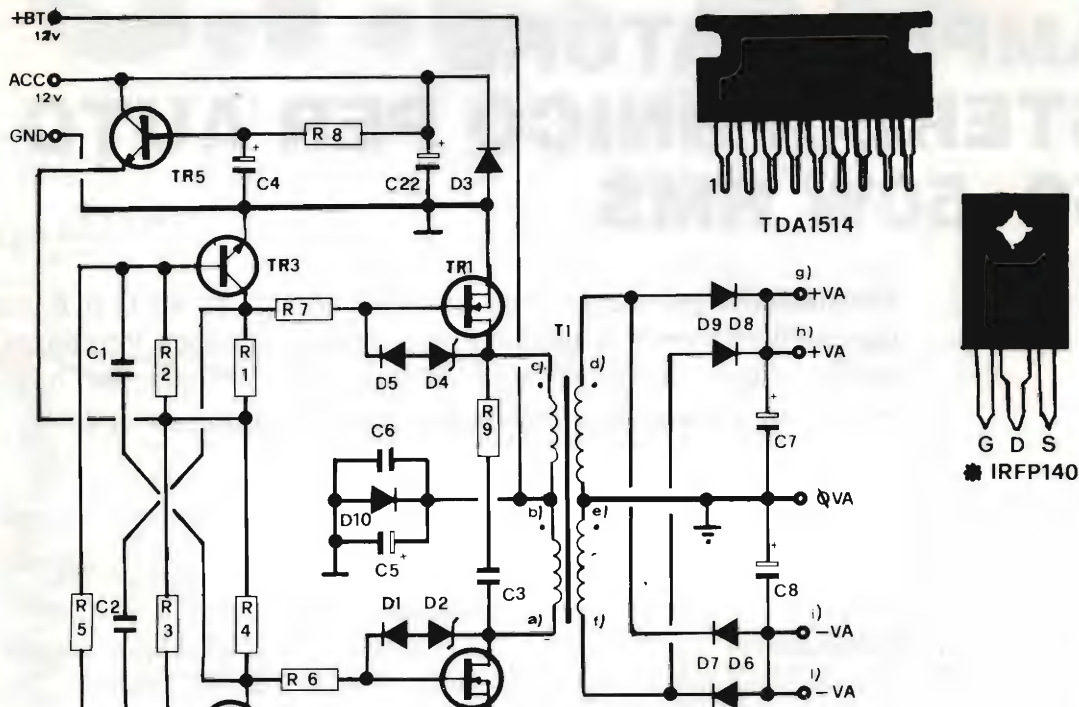 +BT
12v
ACC
12v
GND
TR5
R 8
+
C4
+
C22
D3
TR3
TR1
R 7
D5
D4
C1
R
2
R
1
R
9
C6
D10
C5
+
T1
c)
d)
b)
e)
a)
f)
C3
D1
D2
R
5
C2
R
3
R
4
R 6
1
TDA1514
g)
+VA
D9 D8
h)
+VA
+
C7
ØVA
+
C8
i)
-VA
D7 D6
l)
-VA
G D S
✱ IRFP140